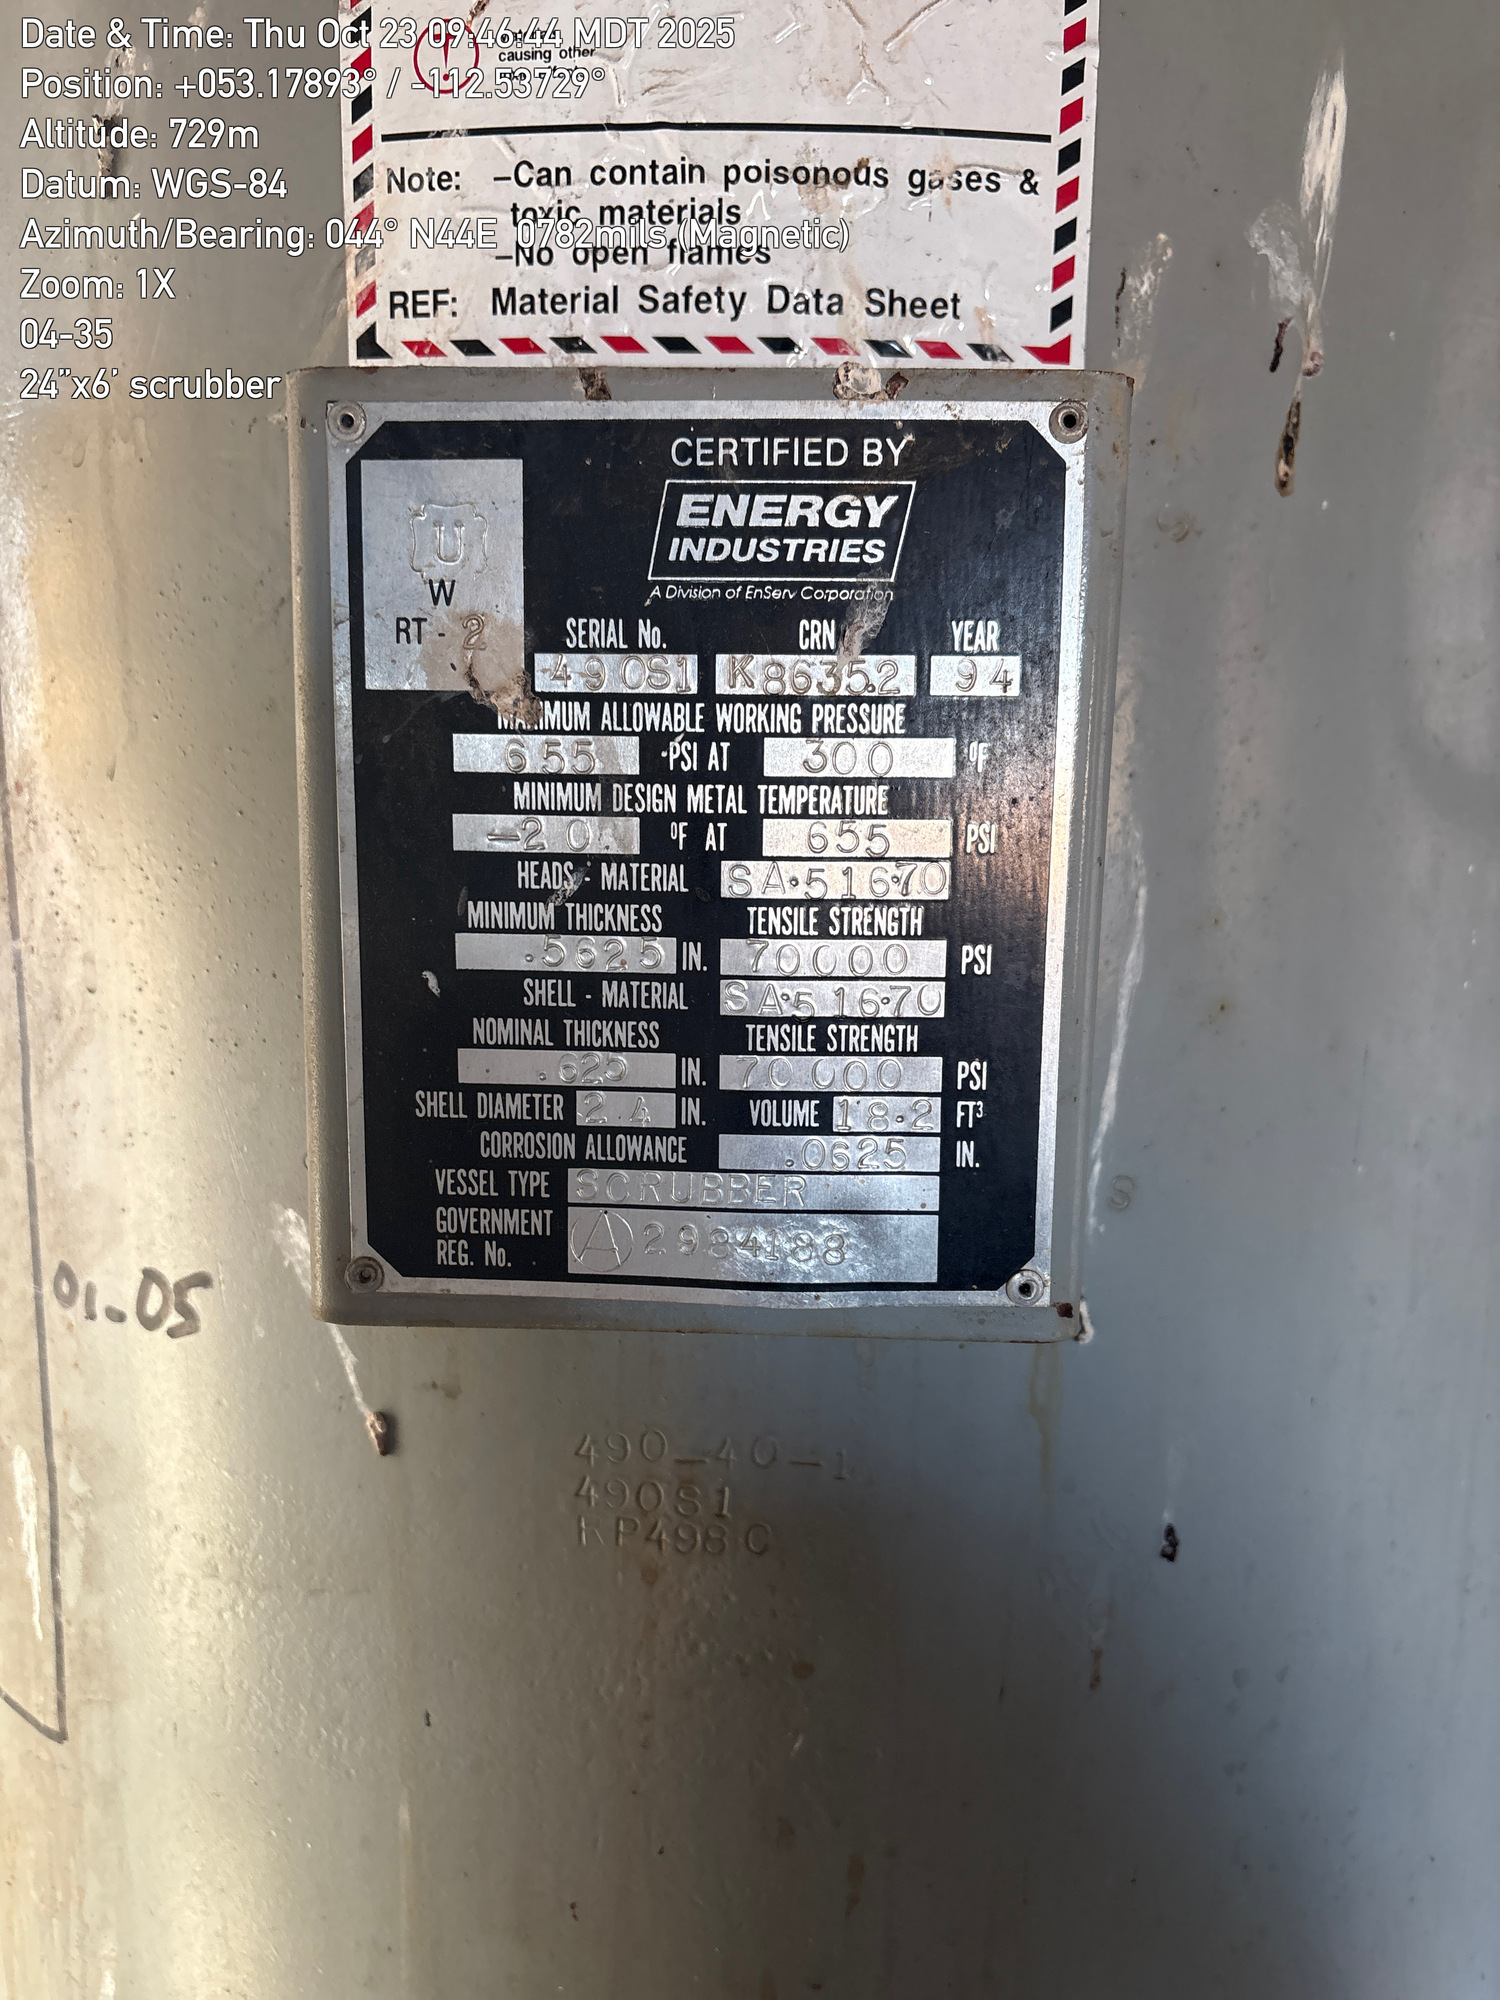 Date & Time: Thu Oct 23 09:46:44 MDT 2025
Position: +053.17893° / -112.53729°
Altitude: 729m
Datum: WGS-84
Azimuth/Bearing: 044° N44E 0782mils (Magnetic)
Zoom: 1X
04-35
24"x6' scrubber
causing other
Note: –Can contain poisonous gases &
toxic materials
–No open flames
REF: Material Safety Data Sheet
CERTIFIED BY
ENERGY
INDUSTRIES
A Division of EnServ Corporation
U
W
RT - 2
SERIAL No. CRN YEAR
490S1 K8635.2 94
MAXIMUM ALLOWABLE WORKING PRESSURE
655 PSI AT 300 °F
MINIMUM DESIGN METAL TEMPERATURE
-20 °F AT 655 PSI
HEADS - MATERIAL SA·516·70
MINIMUM THICKNESS TENSILE STRENGTH
.5625 IN. 70000 PSI
SHELL - MATERIAL SA·516·70
NOMINAL THICKNESS TENSILE STRENGTH
.625 IN. 70000 PSI
SHELL DIAMETER 24 IN. VOLUME 18.2 FT³
CORROSION ALLOWANCE .0625 IN.
VESSEL TYPE SCRUBBER
GOVERNMENT
REG. No. A 2984188
S
01-05
490-40-1
490S1